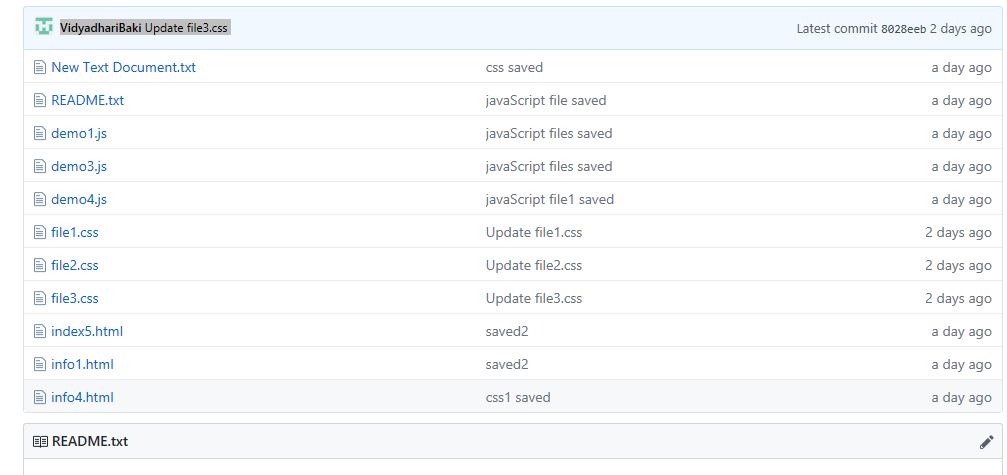 VidyadhariBaki Update file3.css Latest commit 8028eeb 2 days ago
New Text Document.txt css saved a day ago
README.txt javaScript file saved a day ago
demo1.js javaScript files saved a day ago
demo3.js javaScript files saved a day ago
demo4.js javaScript file1 saved a day ago
file1.css Update file1.css 2 days ago
file2.css Update file2.css 2 days ago
file3.css Update file3.css 2 days ago
index5.html saved2 a day ago
info1.html saved2 a day ago
info4.html css1 saved a day ago
README.txt